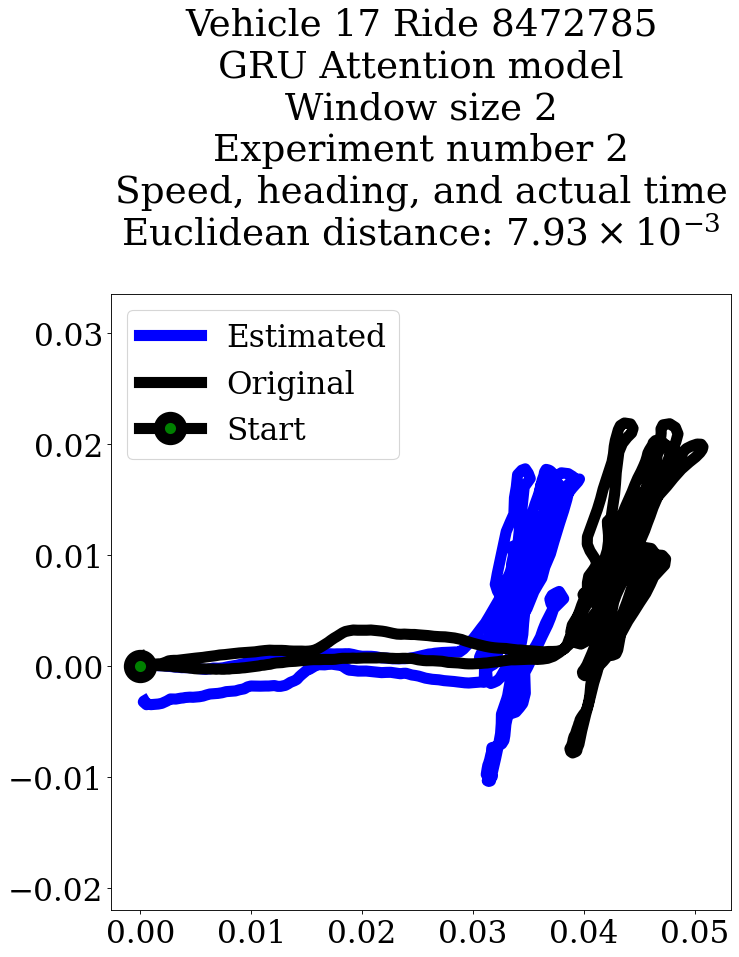 Vehicle 17 Ride 8472785
GRU Attention model
Window size 2
Experiment number 2
Speed, heading, and actual time
Euclidean distance: 7.93 × 10⁻³
Estimated
Original
Start
0.03
0.02
0.01
0.00
−0.01
−0.02
0.00 0.01 0.02 0.03 0.04 0.05